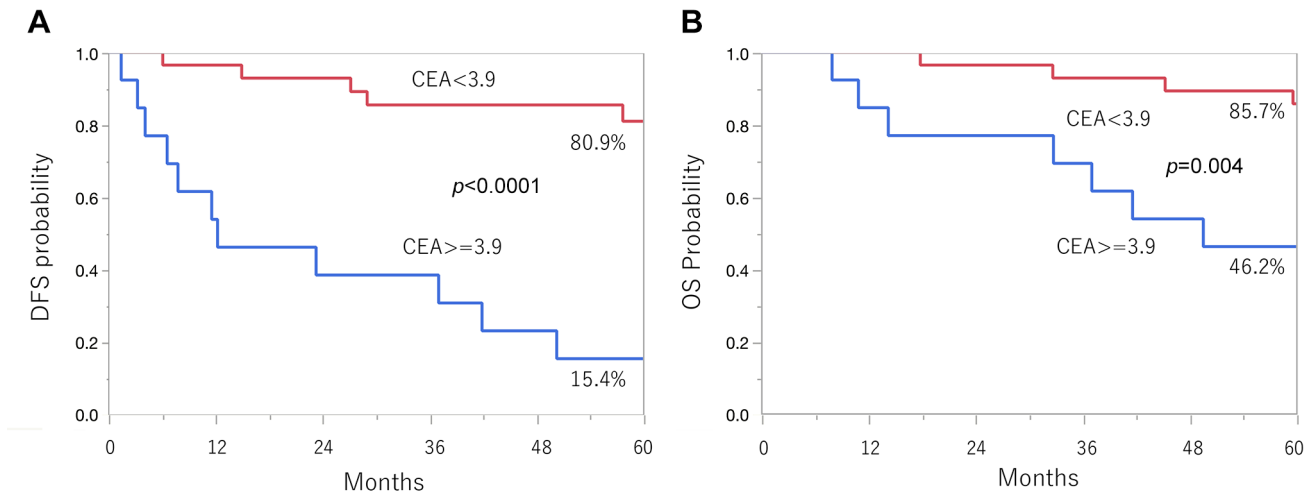 A
1.0
0.8
0.6
0.4
0.2
0.0
DFS probability
CEA<3.9
80.9%
p<0.0001
CEA>=3.9
15.4%
0 12 24 36 48 60
Months
B
1.0
0.8
0.6
0.4
0.2
0.0
OS Probability
85.7%
CEA<3.9
p=0.004
CEA>=3.9
46.2%
0 12 24 36 48 60
Months